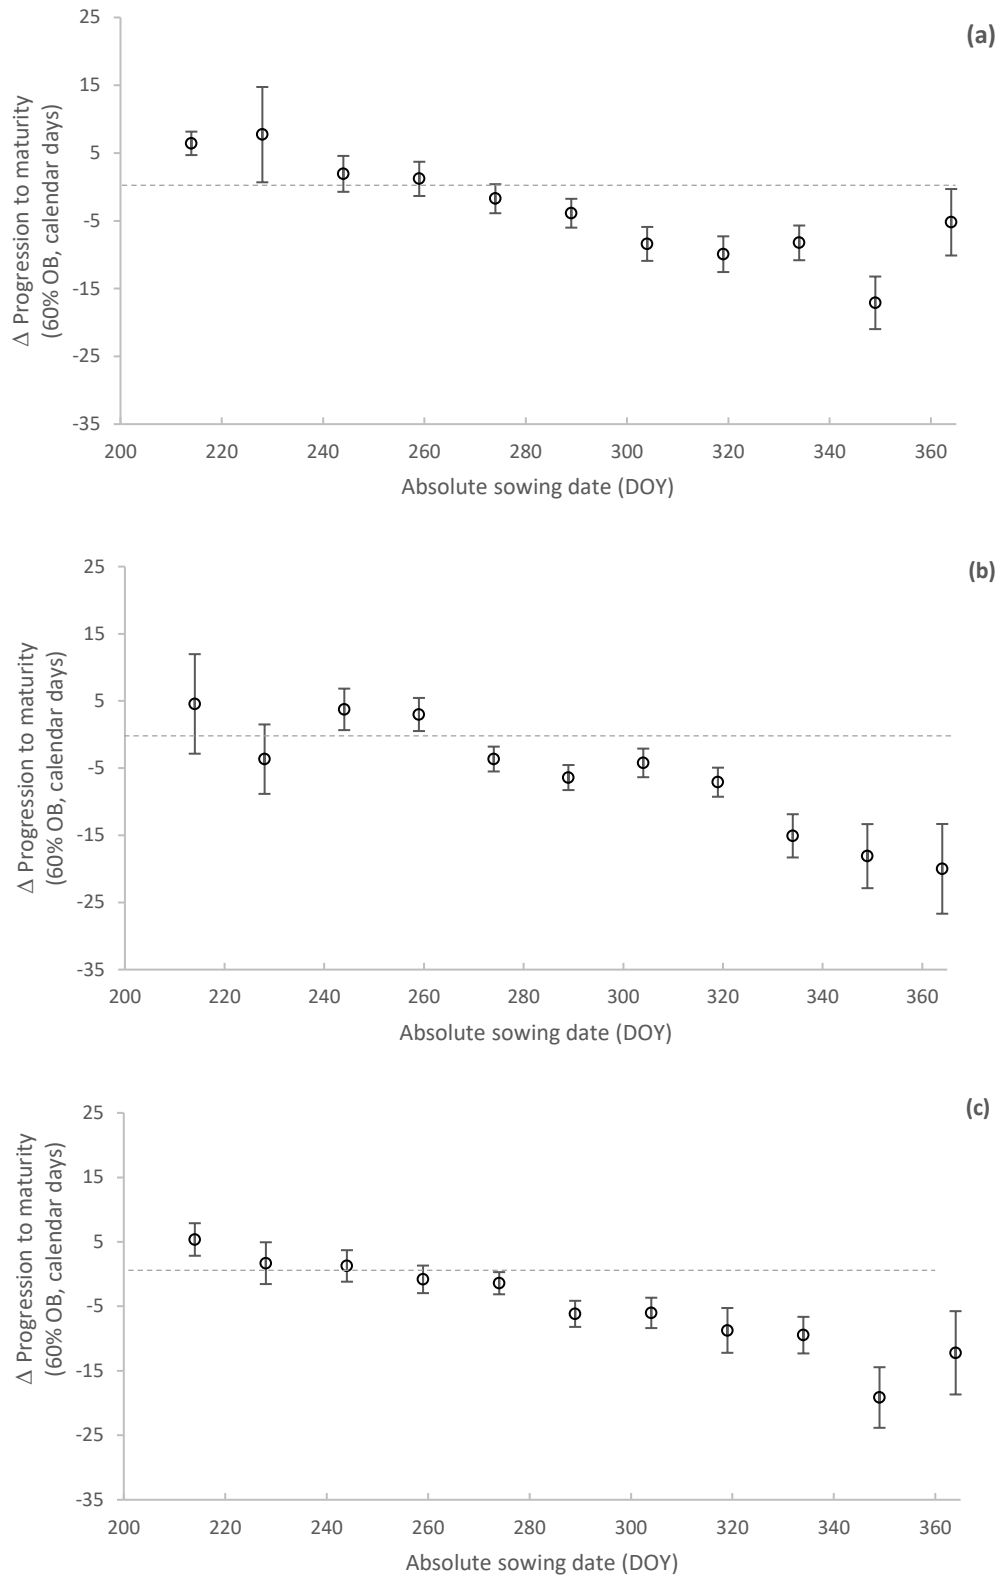 (a)
Δ Progression to maturity
(60% OB, calendar days)
25
15
5
-5
-15
-25
-35
200 220 240 260 280 300 320 340 360
Absolute sowing date (DOY)
(b)
Δ Progression to maturity
(60% OB, calendar days)
25
15
5
-5
-15
-25
-35
200 220 240 260 280 300 320 340 360
Absolute sowing date (DOY)
(c)
Δ Progression to maturity
(60% OB, calendar days)
25
15
5
-5
-15
-25
-35
200 220 240 260 280 300 320 340 360
Absolute sowing date (DOY)